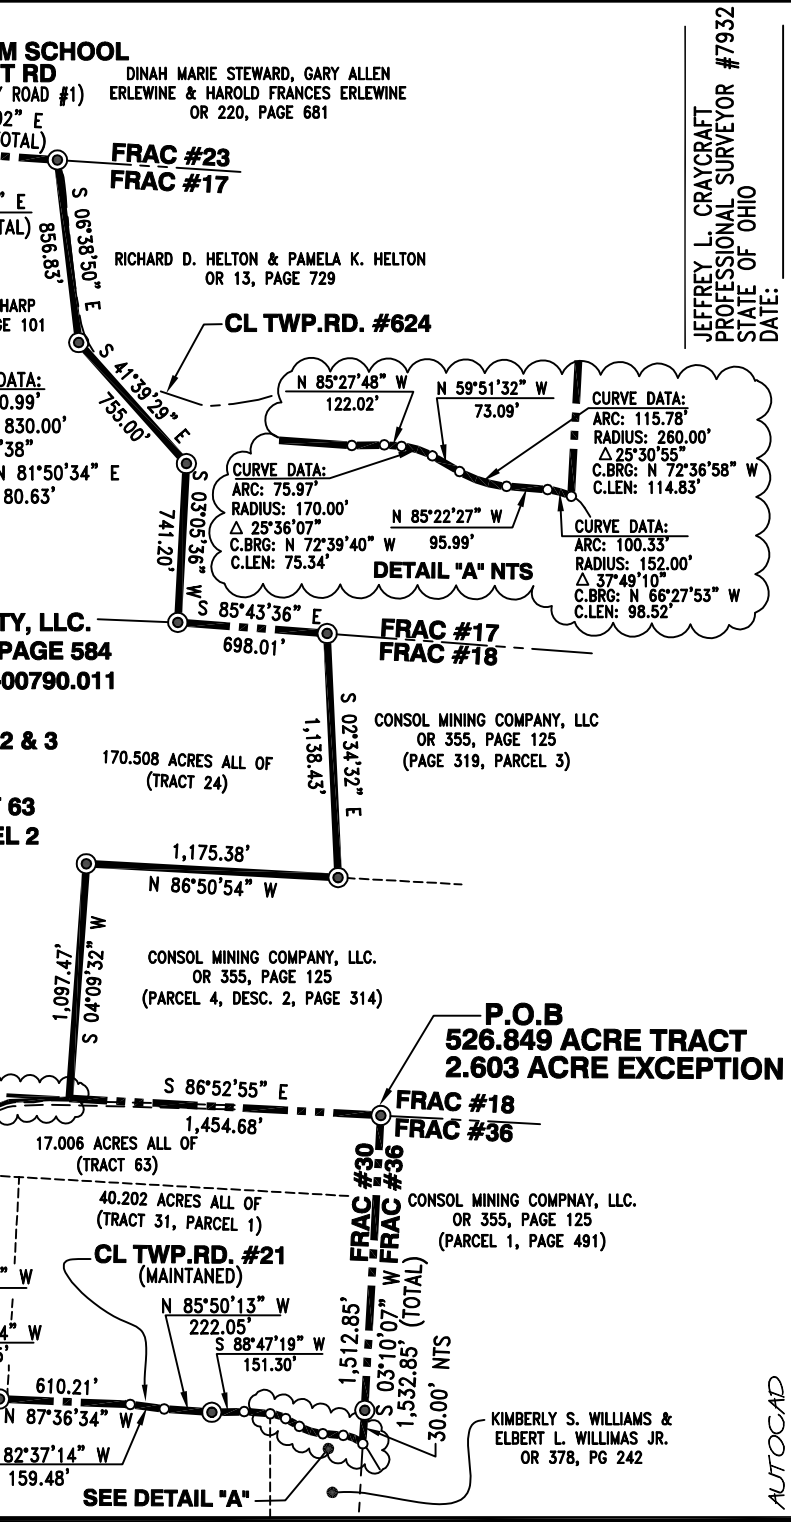 M SCHOOL
T RD
Y ROAD #1)
92" E
OTAL)
DINAH MARIE STEWARD, GARY ALLEN
ERLEWINE & HAROLD FRANCES ERLEWINE
OR 220, PAGE 681
JEFFREY L. CRAYCRAFT
PROFESSIONAL SURVEYOR #7932
STATE OF OHIO
DATE:
FRAC #23
FRAC #17
" E
TAL)
S 06°38'50" E
856.83'
RICHARD D. HELTON & PAMELA K. HELTON
OR 13, PAGE 729
HARP
GE 101
CL TWP.RD. #624
S 41°39'29" E
755.00'
DATA:
0.99'
830.00'
'38"
N 81°50'34" E
80.63'
N 85°27'48" W
122.02'
N 59°51'32" W
73.09'
CURVE DATA:
ARC: 115.78'
RADIUS: 260.00'
Δ 25°30'55"
C.BRG: N 72°36'58" W
C.LEN: 114.83'
CURVE DATA:
ARC: 75.97'
RADIUS: 170.00'
Δ 25°36'07"
C.BRG: N 72°39'40" W
C.LEN: 75.34'
N 85°22'27" W
95.99'
CURVE DATA:
ARC: 100.33'
RADIUS: 152.00'
Δ 37°49'10"
C.BRG: N 66°27'53" W
C.LEN: 98.52'
DETAIL "A" NTS
S 03°05'36" W
741.20'
S 85°43'36" E
698.01'
TY, LLC.
PAGE 584
-00790.011
FRAC #17
FRAC #18
2 & 3
S 02°34'32" E
1,138.43'
CONSOL MINING COMPANY, LLC
OR 355, PAGE 125
(PAGE 319, PARCEL 3)
170.508 ACRES ALL OF
(TRACT 24)
T 63
EL 2
1,175.38'
N 86°50'54" W
1,097.47'
S 04°09'32" W
CONSOL MINING COMPANY, LLC.
OR 355, PAGE 125
(PARCEL 4, DESC. 2, PAGE 314)
P.O.B
526.849 ACRE TRACT
2.603 ACRE EXCEPTION
S 86°52'55" E
1,454.68'
FRAC #18
FRAC #36
17.006 ACRES ALL OF
(TRACT 63)
FRAC #30
FRAC #36
40.202 ACRES ALL OF
(TRACT 31, PARCEL 1)
CONSOL MINING COMPNAY, LLC.
OR 355, PAGE 125
(PARCEL 1, PAGE 491)
CL TWP.RD. #21
(MAINTANED)
" W
4" W
N 85°50'13" W
222.05'
S 88°47'19" W
151.30'
1,512.85'
S 03°10'07" W
1,532.85' (TOTAL)
30.00' NTS
610.21'
N 87°36'34" W
82°37'14" W
159.48'
KIMBERLY S. WILLIAMS &
ELBERT L. WILLIMAS JR.
OR 378, PG 242
SEE DETAIL "A"
AUTOCAD